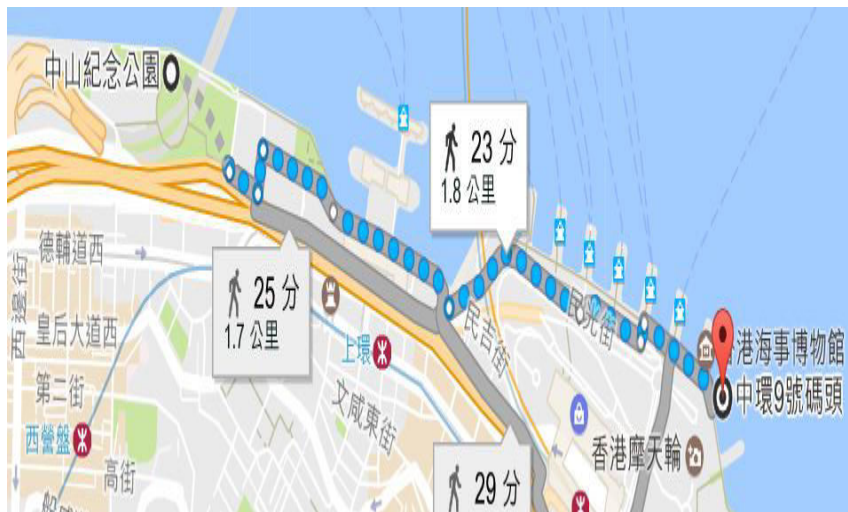 中山紀念公園
23 分
1.8 公里
德輔道西
25 分
1.7 公里
西邊街
皇后大道西
上環
民吉街
民光街
港海事博物館
中環9號碼頭
第二街
文咸東街
西營盤
高街
香港摩天輪
29 分